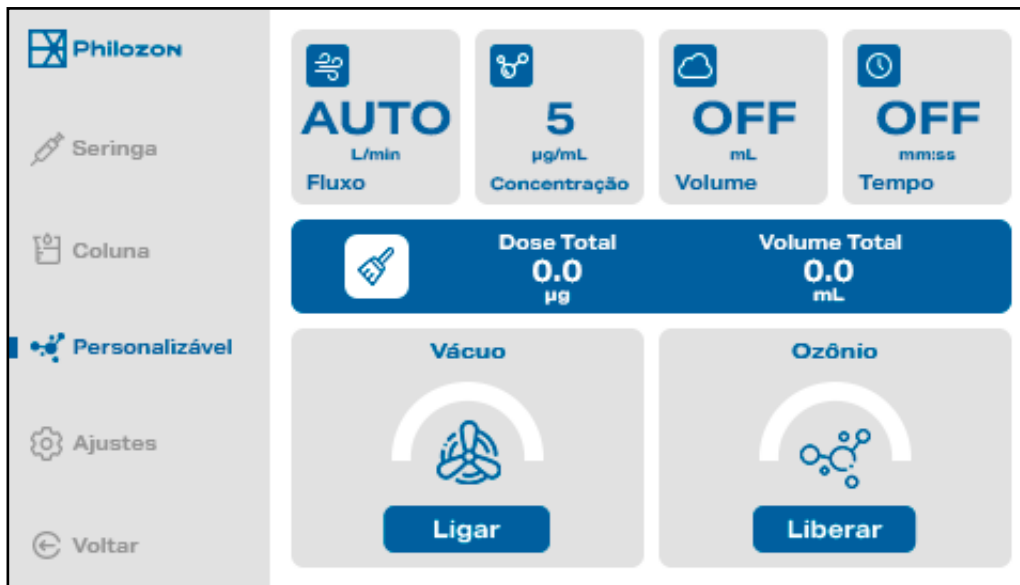 Philozon
Seringa
Coluna
Personalizável
Ajustes
Voltar
AUTO
L/min
Fluxo
5
µg/mL
Concentração
OFF
mL
Volume
OFF
mm:ss
Tempo
Dose Total
0.0
µg
Volume Total
0.0
mL
Vácuo
Ligar
Ozônio
Liberar